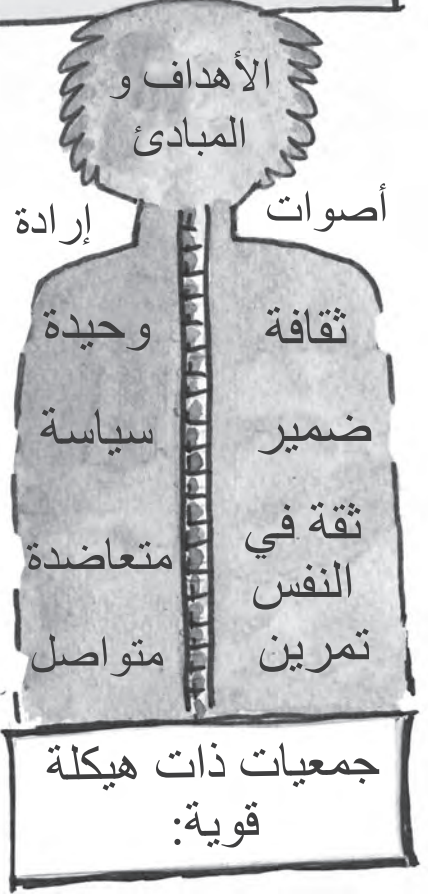 الأهداف و
المبادئ
أصوات
إرادة
ثقافة
وحيدة
ضمير
سياسة
ثقة في
النفس
متعاضدة
تمرين
متواصل
جمعيات ذات هيكلة
قوية: